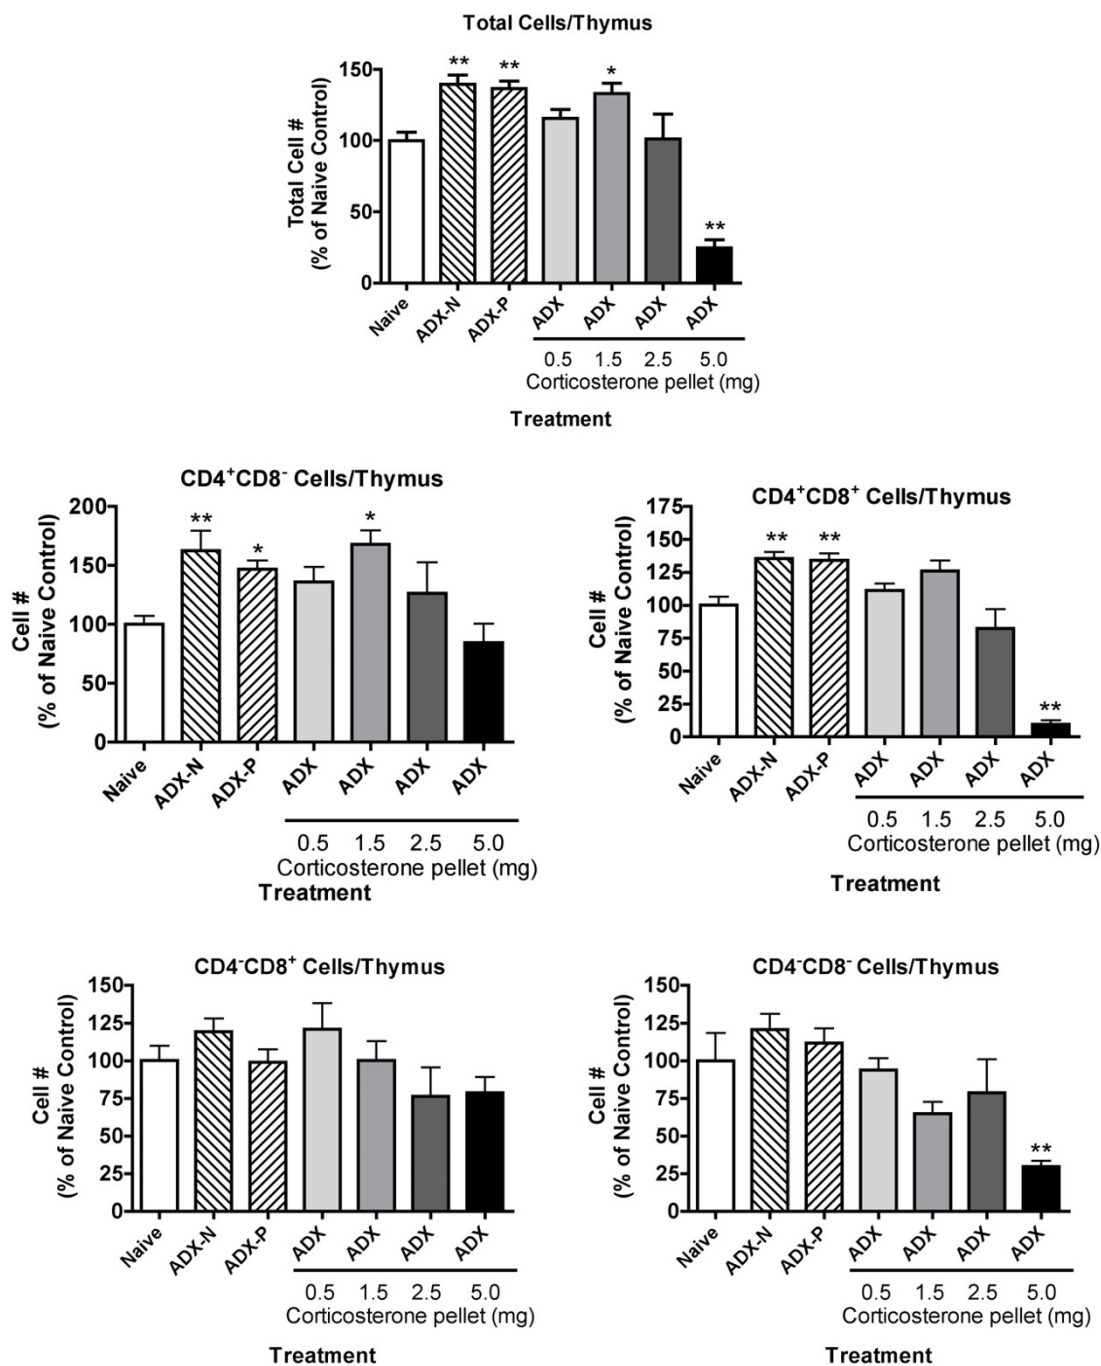 Total Cells/Thymus
Total Cell #
(% of Naive Control)
150
100
50
0
** ** * **
Naive ADX-N ADX-P ADX ADX ADX ADX
0.5 1.5 2.5 5.0
Corticosterone pellet (mg)
Treatment
CD4⁺CD8⁻ Cells/Thymus
Cell #
(% of Naive Control)
200
150
100
50
0
** * *
Naive ADX-N ADX-P ADX ADX ADX ADX
0.5 1.5 2.5 5.0
Corticosterone pellet (mg)
Treatment
CD4⁺CD8⁺ Cells/Thymus
Cell #
(% of Naive Control)
175
150
125
100
75
50
25
0
** ** **
Naive ADX-N ADX-P ADX ADX ADX ADX
0.5 1.5 2.5 5.0
Corticosterone pellet (mg)
Treatment
CD4⁻CD8⁺ Cells/Thymus
Cell #
(% of Naive Control)
150
125
100
75
50
25
0
Naive ADX-N ADX-P ADX ADX ADX ADX
0.5 1.5 2.5 5.0
Corticosterone pellet (mg)
Treatment
CD4⁻CD8⁻ Cells/Thymus
Cell #
(% of Naive Control)
150
125
100
75
50
25
0
**
Naive ADX-N ADX-P ADX ADX ADX ADX
0.5 1.5 2.5 5.0
Corticosterone pellet (mg)
Treatment